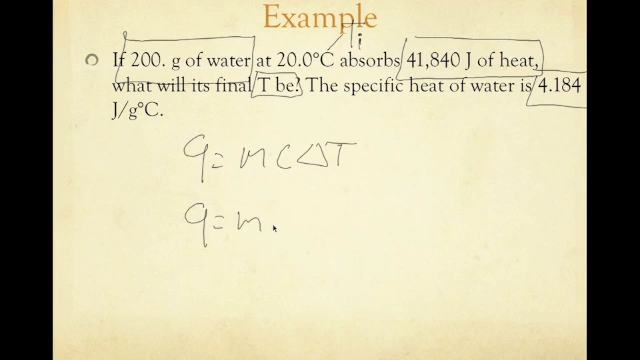 Example
Ti
If 200. g of water at 20.0°C absorbs 41,840 J of heat,
what will its final T be? The specific heat of water is 4.184
J/g°C.
q = m C Δ T
q = m